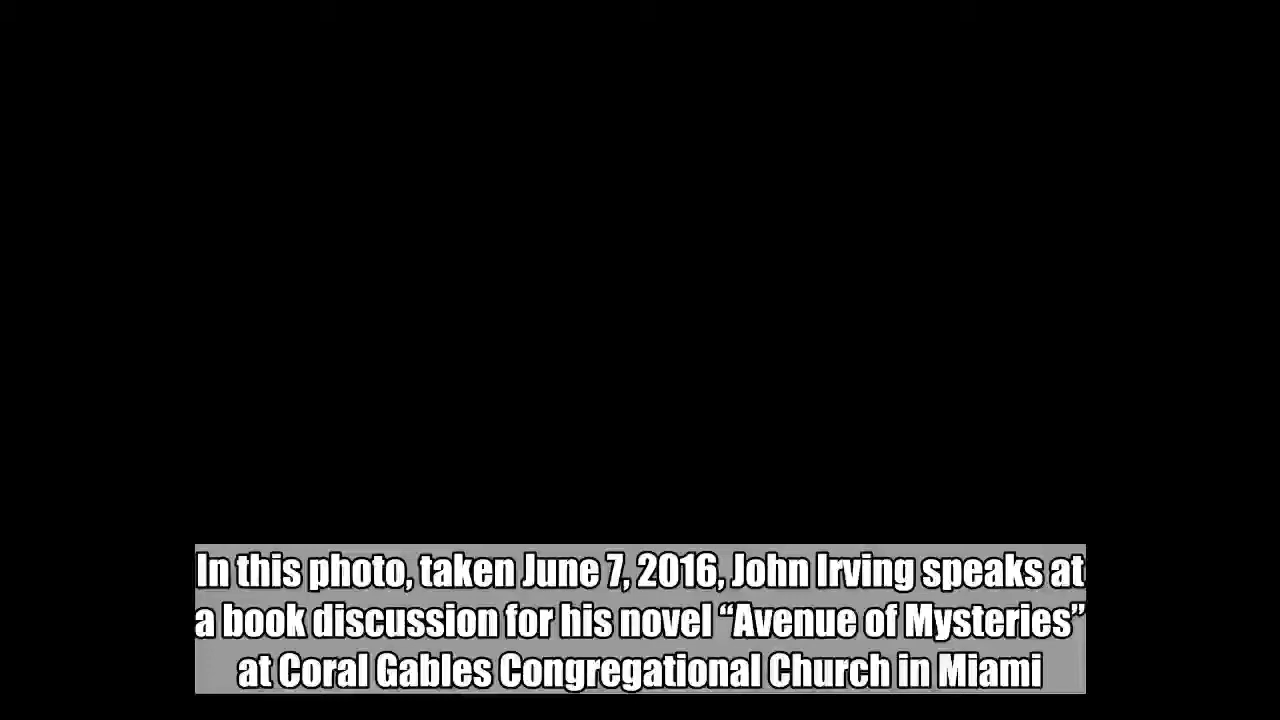 In this photo, taken June 7, 2016, John Irving speaks at
a book discussion for his novel “Avenue of Mysteries”
at Coral Gables Congregational Church in Miami